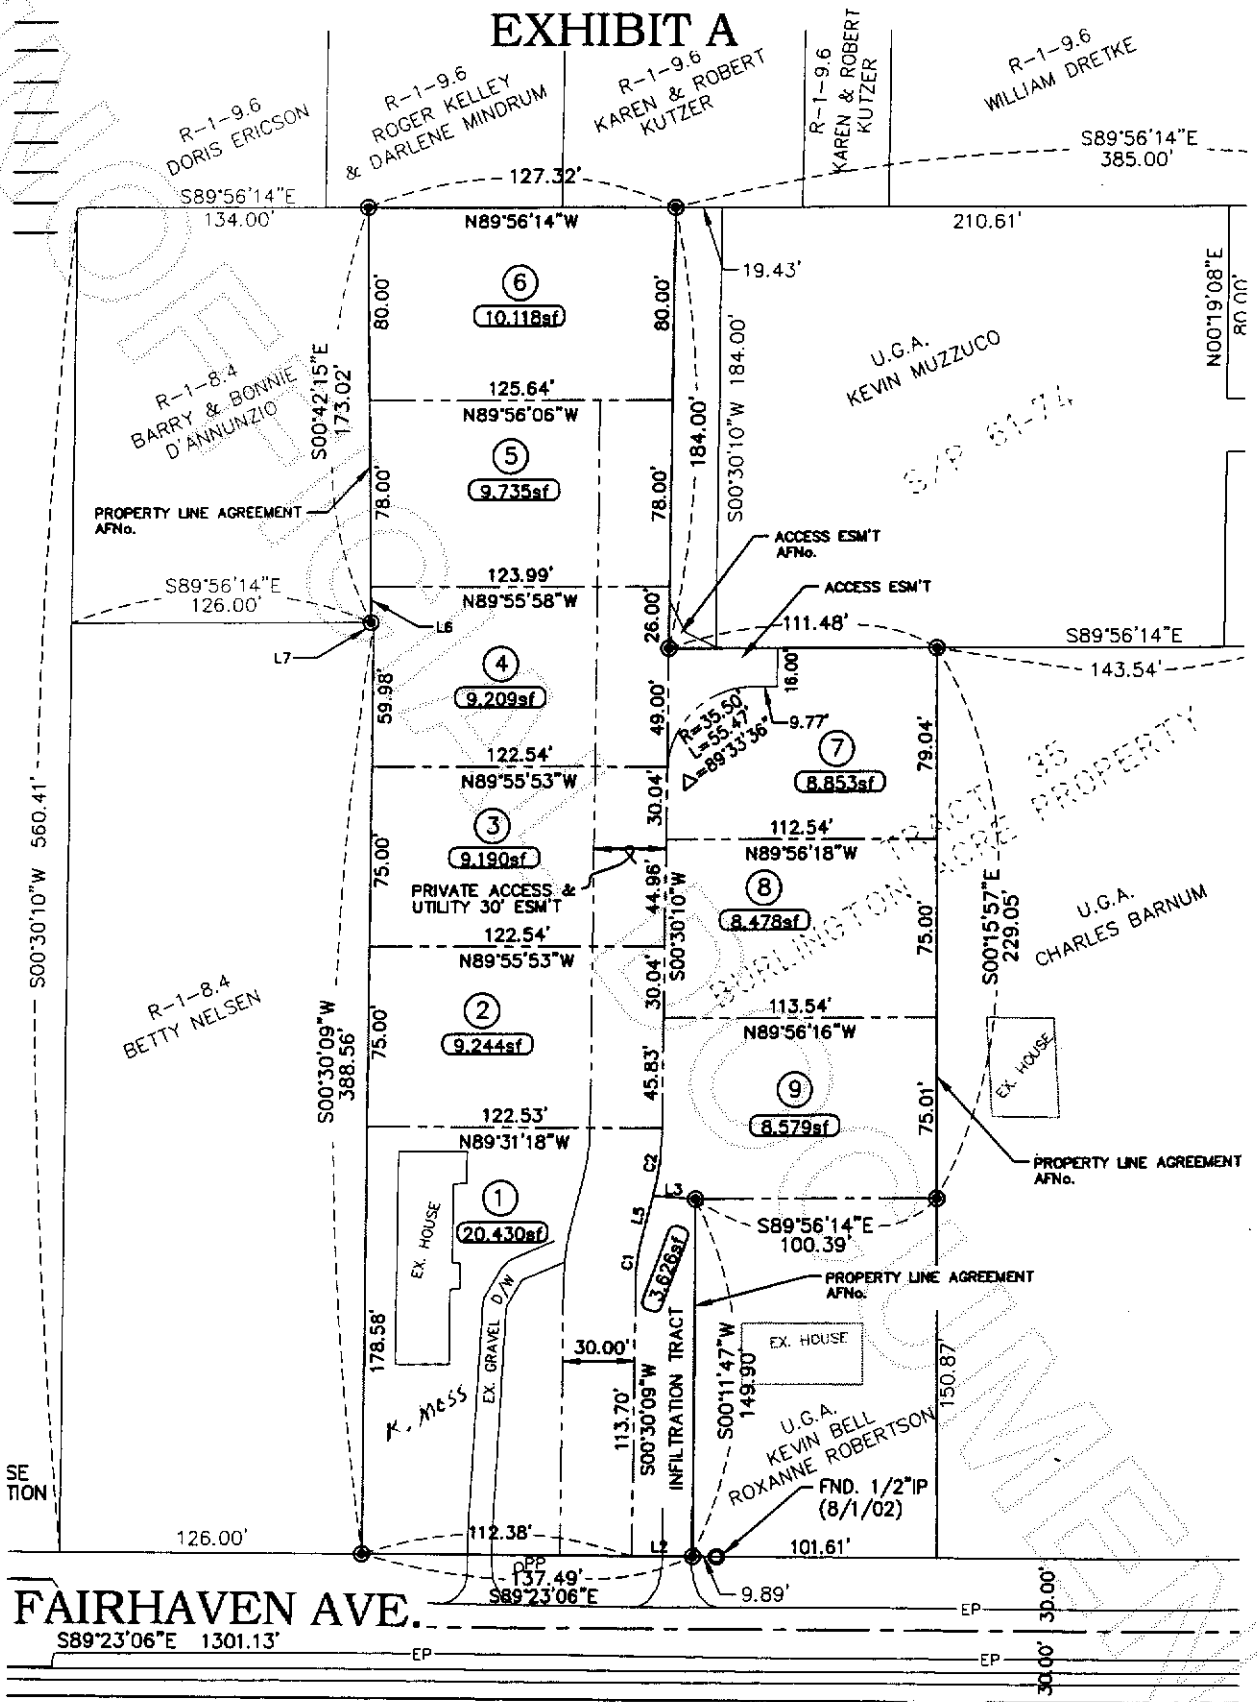 EXHIBIT A
R-1-9.6
DORIS ERICSON
R-1-9.6
ROGER KELLEY
& DARLENE MINDRUM
R-1-9.6
KAREN & ROBERT
KUTZER
R-1-9.6
KAREN & ROBERT
KUTZER
R-1-9.6
WILLIAM DRETKE
S89°56'14"E
385.00'
S89°56'14"E
134.00'
127.32'
N89°56'14"W
210.61'
19.43'
6
10.118sf
80.00'
80.00'
S00°30'10"W 184.00'
184.00'
N00°19'08"E
80.00'
U.G.A.
KEVIN MUZZUCO
S/P 61-74
R-1-8.4
BARRY & BONNIE
D'ANNUNZIO
S00°42'15"E
173.02'
125.64'
N89°56'06"W
5
9.735sf
78.00'
78.00'
PROPERTY LINE AGREEMENT
AFNo.
ACCESS ESM'T
AFNo.
ACCESS ESM'T
123.99'
N89°55'58"W
26.00'
S89°56'14"E
126.00'
L6
L7
111.48'
S89°56'14"E
143.54'
4
9.209sf
59.98'
49.00'
16.00'
9.77'
R=35.50'
L=55.47'
Δ=89°33'36"
7
8.853sf
79.04'
122.54'
N89°55'53"W
30.04'
3
9.190sf
75.00'
112.54'
N89°56'18"W
PRIVATE ACCESS &
UTILITY 30' ESM'T
44.96'
S00°30'10"W
8
8.478sf
75.00'
TRACT 35
BURLINGTON ACRE PROPERTY
S00°15'57"E
229.05'
U.G.A.
CHARLES BARNUM
S00°30'10"W 560.41'
122.54'
N89°55'53"W
R-1-8.4
BETTY NELSEN
2
9.244sf
75.00'
30.04'
113.54'
N89°56'16"W
S00°30'09"W
388.56'
45.83'
9
8.579sf
75.01'
EX. HOUSE
122.53'
N89°31'18"W
PROPERTY LINE AGREEMENT
AFNo.
C2
L3
L5
C1
1
20.430sf
EX. HOUSE
3.626sf
S89°56'14"E
100.39'
PROPERTY LINE AGREEMENT
AFNo.
EX. GRAVEL D/W
178.58'
30.00'
113.70'
S00°30'09"W
INFILTRATION TRACT
S00°11'47"W
149.90'
EX. HOUSE
150.87'
K. MESS
U.G.A.
KEVIN BELL
ROXANNE ROBERTSON
FND. 1/2"IP
(8/1/02)
SE
TION
126.00'
112.38'
L2
101.61'
PP
137.49'
S89°23'06"E
9.89'
FAIRHAVEN AVE.
S89°23'06"E 1301.13'
EP
EP
EP
30.00'
30.00'
UNOFFICIAL DOCUMENT